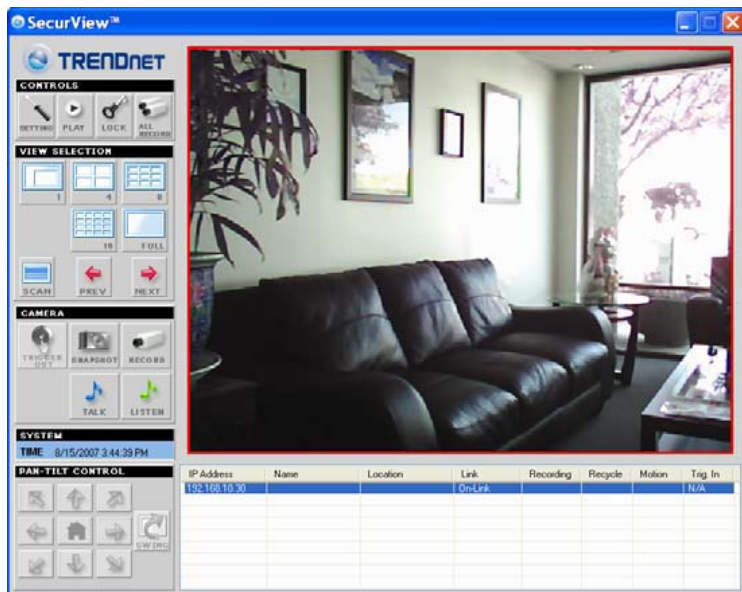 SecurView™
TRENDnet
CONTROLS
SETTING PLAY LOCK ALL RECORD
VIEW SELECTION
1 4 9
16 FULL
SCAN PREV NEXT
CAMERA
TRIGGER OUT SNAPSHOT RECORD
TALK LISTEN
SYSTEM
TIME 8/15/2007 3:44:39 PM
PAN-TILT CONTROL
SWING
IP Address Name Location Link Recording Recycle Motion Trig. In
192.168.10.30 On-Link N/A